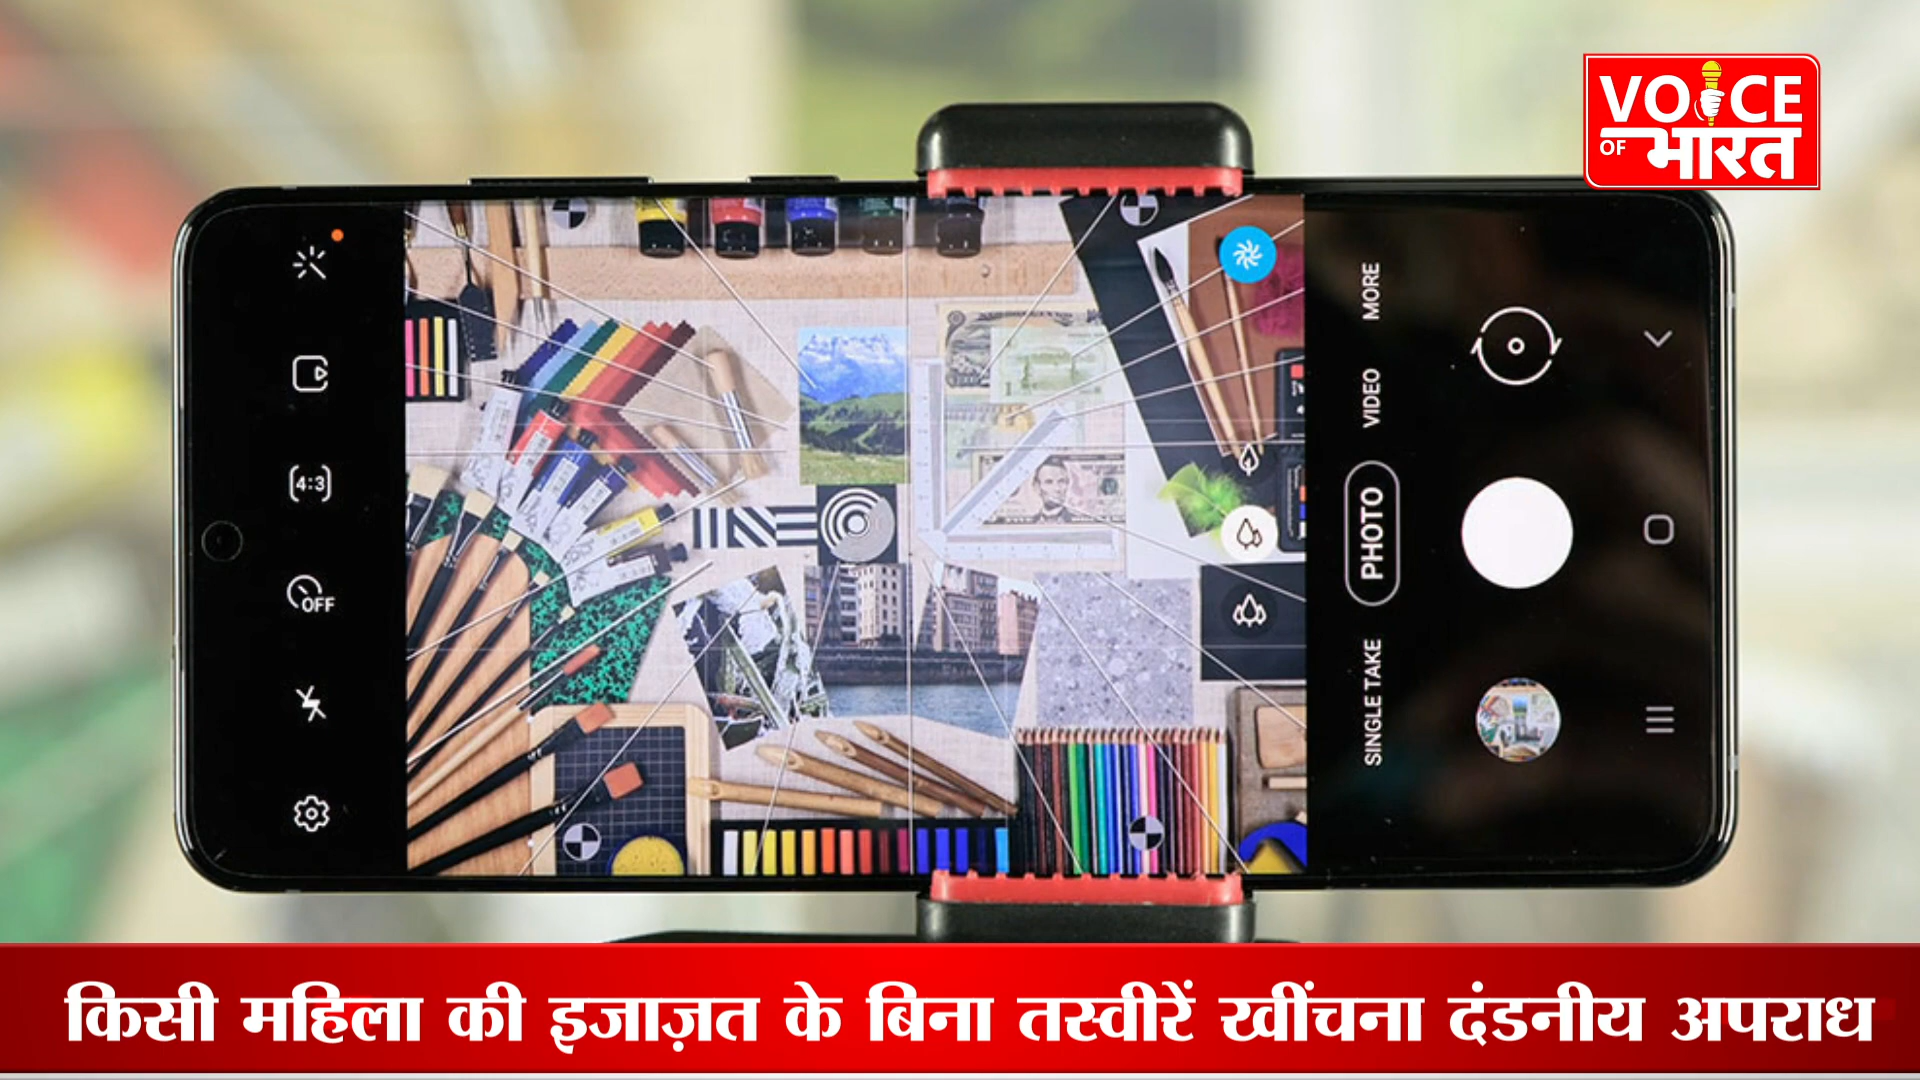 VOICE
OF भारत
4:3
OFF
MORE
VIDEO
PHOTO
SINGLE TAKE
किसी महिला की इजाज़त के बिना तस्वीरें खींचना दंडनीय अपराध